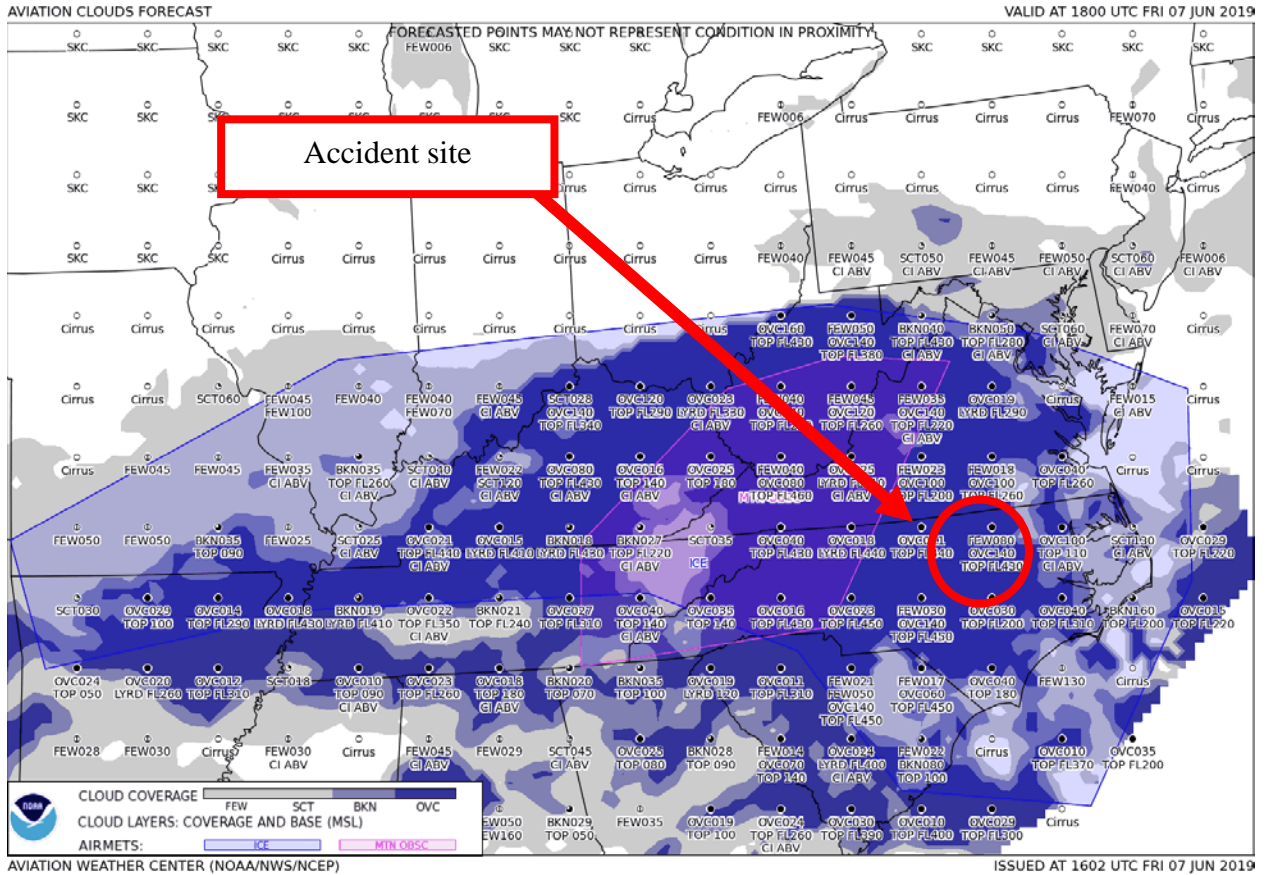 AVIATION CLOUDS FORECAST VALID AT 1800 UTC FRI 07 JUN 2019
FORECASTED POINTS MAY NOT REPRESENT CONDITION IN PROXIMITY
SKC SKC SKC SKC SKC FEW006 SKC SKC SKC SKC SKC SKC
SKC SKC SKC SKC Cirrus FEW006 Cirrus Cirrus Cirrus FEW070 Cirrus
Accident site
SKC SKC Cirrus Cirrus Cirrus Cirrus Cirrus Cirrus FEW040 Cirrus
SKC SKC SKC Cirrus Cirrus Cirrus Cirrus Cirrus Cirrus Cirrus FEW040 FEW045 SCT050 FEW045 FEW050 SCT060 FEW006
CI ABV CI ABV CI ABV CI ABV CI ABV CI ABV
Cirrus Cirrus Cirrus Cirrus Cirrus Cirrus Cirrus Cirrus Cirrus Cirrus OVC160 FEW050 BKN040 BKN050 SCT060 FEW070 Cirrus
TOP FL430 OVC140 TOP FL430 TOP FL280 CI ABV CI ABV
TOP FL380 CI ABV CI ABV
Cirrus Cirrus SCT060 FEW045 FEW040 FEW040 FEW045 SCT028 OVC120 OVC023 FEW040 FEW045 FEW035 OVC019 Cirrus FEW015 Cirrus
FEW100 FEW070 CI ABV OVC140 TOP FL290 LYRD FL330 OVC120 OVC140 LYRD FL290 CI ABV
TOP FL340 CI ABV TOP FL260 TOP FL220
CI ABV
Cirrus FEW045 FEW045 FEW035 BKN035 SCT040 FEW022 OVC080 OVC016 OVC025 FEW040 FEW023 FEW018 OVC040 Cirrus Cirrus
CI ABV TOP FL260 CI ABV SCT120 TOP FL430 TOP 140 TOP 180 OVC080 OVC100 OVC100 TOP FL260
CI ABV CI ABV CI ABV CI ABV TOP FL460 CI ABV TOP FL200 TOP FL260
FEW050 FEW050 BKN035 FEW025 SCT025 OVC021 OVC015 BKN018 BKN027 SCT035 OVC040 OVC018 FEW080 OVC100 SCT130 OVC029
TOP 090 CI ABV TOP FL440 LYRD FL410 LYRD FL430 TOP FL220 TOP FL430 LYRD FL440 OVC140 TOP 110 CI ABV TOP FL220
CI ABV CI ABV TOP FL430 CI ABV
ICE
SCT030 OVC029 OVC014 OVC018 BKN019 OVC022 BKN021 OVC027 OVC040 OVC035 OVC016 OVC023 FEW030 OVC030 OVC040 BKN160 OVC015
TOP 100 TOP FL290 LYRD FL430 LYRD FL410 TOP FL350 TOP FL240 TOP FL310 TOP 140 TOP 140 TOP FL430 TOP FL450 OVC140 TOP FL200 TOP FL310 TOP FL200 TOP FL220
CI ABV CI ABV TOP FL450
OVC024 OVC020 OVC012 SCT018 OVC010 OVC023 OVC018 BKN020 BKN035 OVC019 OVC011 FEW021 FEW017 OVC040 FEW130 Cirrus
TOP 050 LYRD FL260 TOP FL310 TOP 090 TOP FL260 TOP 180 TOP 070 TOP 100 LYRD 120 TOP FL310 FEW050 OVC060 TOP 180
CI ABV CI ABV OVC140 TOP FL450
TOP FL450
FEW028 FEW030 Cirrus FEW030 Cirrus FEW045 FEW029 SCT045 OVC025 BKN028 FEW014 OVC024 FEW022 Cirrus OVC010 OVC035
CI ABV CI ABV CI ABV TOP 080 TOP 090 OVC070 LYRD FL400 BKN080 TOP FL370 TOP FL200
TOP 140 CI ABV TOP 100
CLOUD COVERAGE
FEW SCT BKN OVC
CLOUD LAYERS: COVERAGE AND BASE (MSL)
AIRMETS: ICE MTN OBSC
BKN029 FEW035 OVC019 OVC024 OVC030 OVC010 OVC029 Cirrus
TOP 050 TOP 100 TOP FL260 TOP FL390 TOP FL400 TOP FL300
CI ABV
NOAA
AVIATION WEATHER CENTER (NOAA/NWS/NCEP) ISSUED AT 1602 UTC FRI 07 JUN 2019